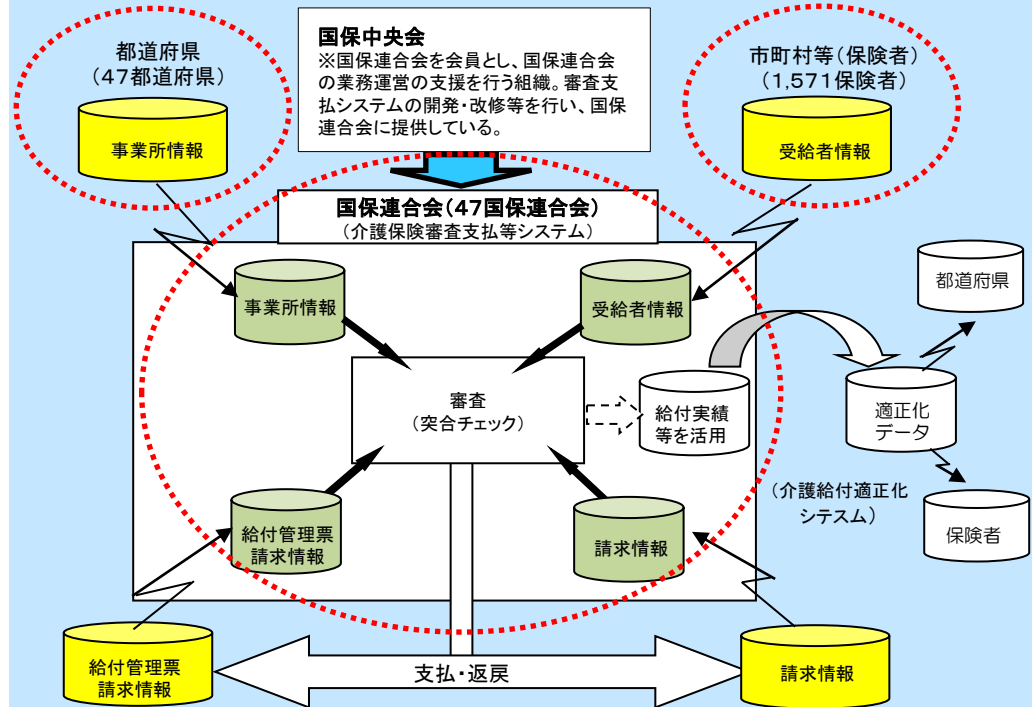 都道府県
（47都道府県）
事業所情報
国保中央会
※国保連合会を会員とし、国保連合会
の業務運営の支援を行う組織。審査支
払システムの開発・改修等を行い、国保
連合会に提供している。
市町村等（保険者）
（1,571保険者）
受給者情報
国保連合会（47国保連合会）
（介護保険審査支払等システム）
事業所情報
受給者情報
都道府県
審査
（突合チェック）
給付実績
等を活用
適正化
データ
（介護給付適正化
シテスム）
給付管理票
請求情報
請求情報
保険者
給付管理票
請求情報
支払・返戻
請求情報